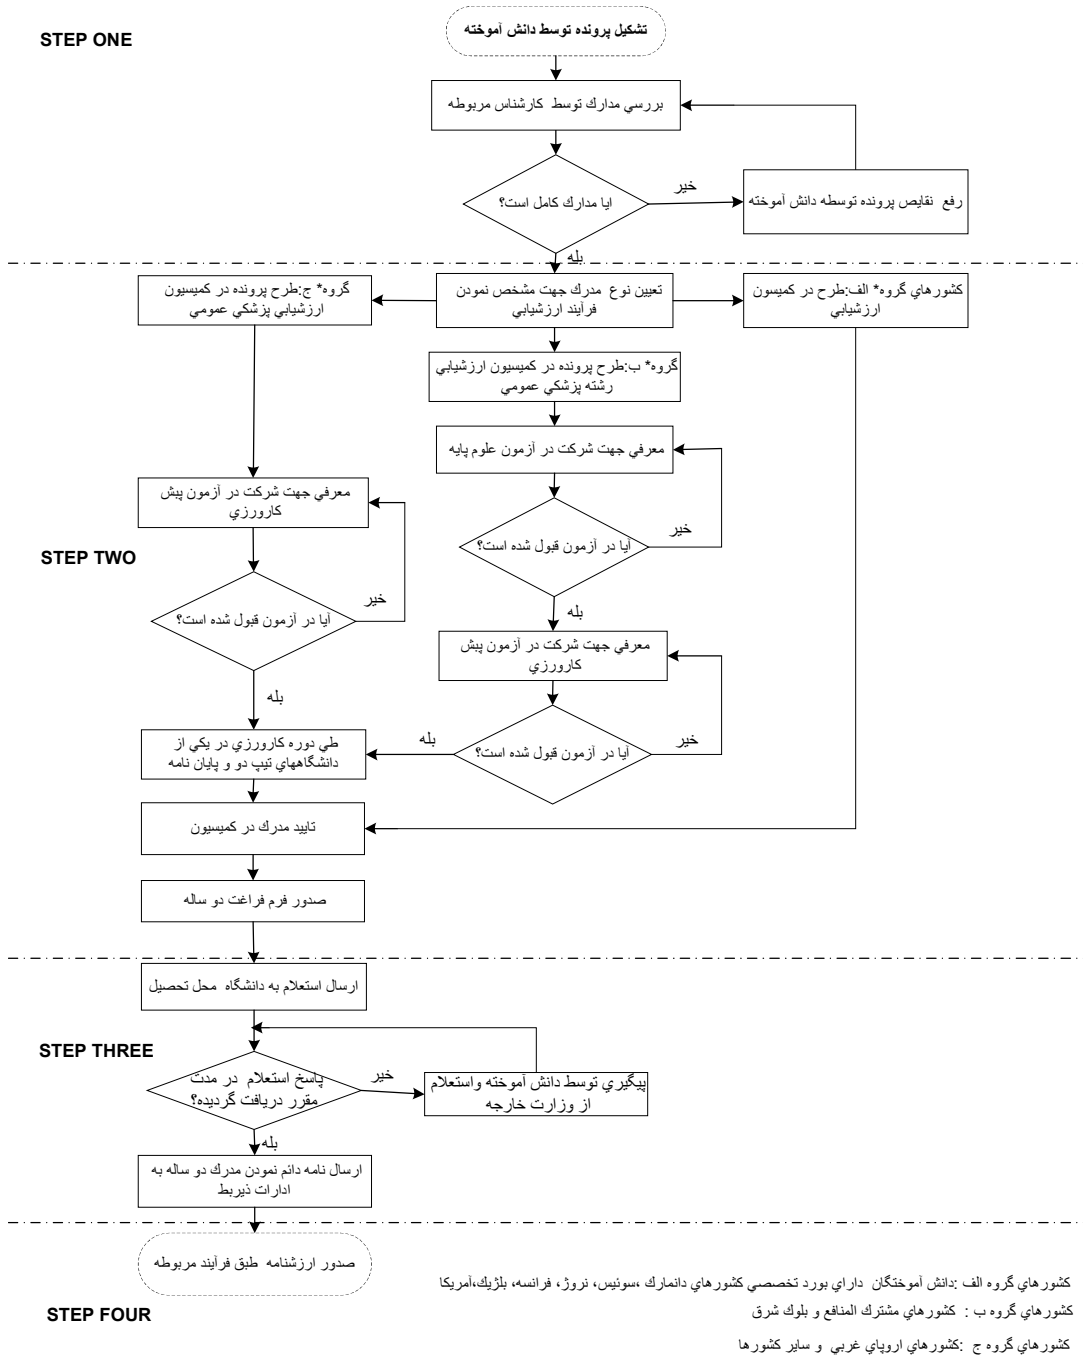 STEP ONE
تشكيل پرونده توسط دانش آموخته
بررسي مدارك توسط كارشناس مربوطه
ايا مدارك كامل است؟
خير
رفع نقايص پرونده توسطه دانش آموخته
بله
گروه* ج:طرح پرونده در كميسيون
ارزشيابي پزشكي عمومي
تعيين نوع مدرك جهت مشخص نمودن
فرآيند ارزشيابي
كشورهاي گروه* الف:طرح در كميسون
ارزشيابي
گروه* ب:طرح پرونده در كميسيون ارزشيابي
رشته پزشكي عمومي
معرفي جهت شركت در آزمون علوم پايه
آيا در آزمون قبول شده است؟
خير
بله
معرفي جهت شركت در آزمون پيش
كارورزي
آيا در آزمون قبول شده است؟
خير
بله
STEP TWO
معرفي جهت شركت در آزمون پيش
كارورزي
آيا در آزمون قبول شده است؟
خير
بله
طي دوره كارورزي در يكي از
دانشگاههاي تيپ دو و پايان نامه
تاييد مدرك در كميسيون
صدور فرم فراغت دو ساله
ارسال استعلام به دانشگاه محل تحصيل
STEP THREE
پاسخ استعلام در مدت
مقرر دريافت گرديده؟
خير
پيگيري توسط دانش آموخته واستعلام
از وزارت خارجه
بله
ارسال نامه دائم نمودن مدرك دو ساله به
ادارات ذيربط
صدور ارزشنامه طبق فرآيند مربوطه
STEP FOUR
كشورهاي گروه الف :دانش آموختگان داراي بورد تخصصي كشورهاي دانمارك ،سوئيس، نروژ، فرانسه، بلژيك،آمريكا
كشورهاي گروه ب : كشورهاي مشترك المنافع و بلوك شرق
كشورهاي گروه ج :كشورهاي اروپاي غربي و ساير كشورها